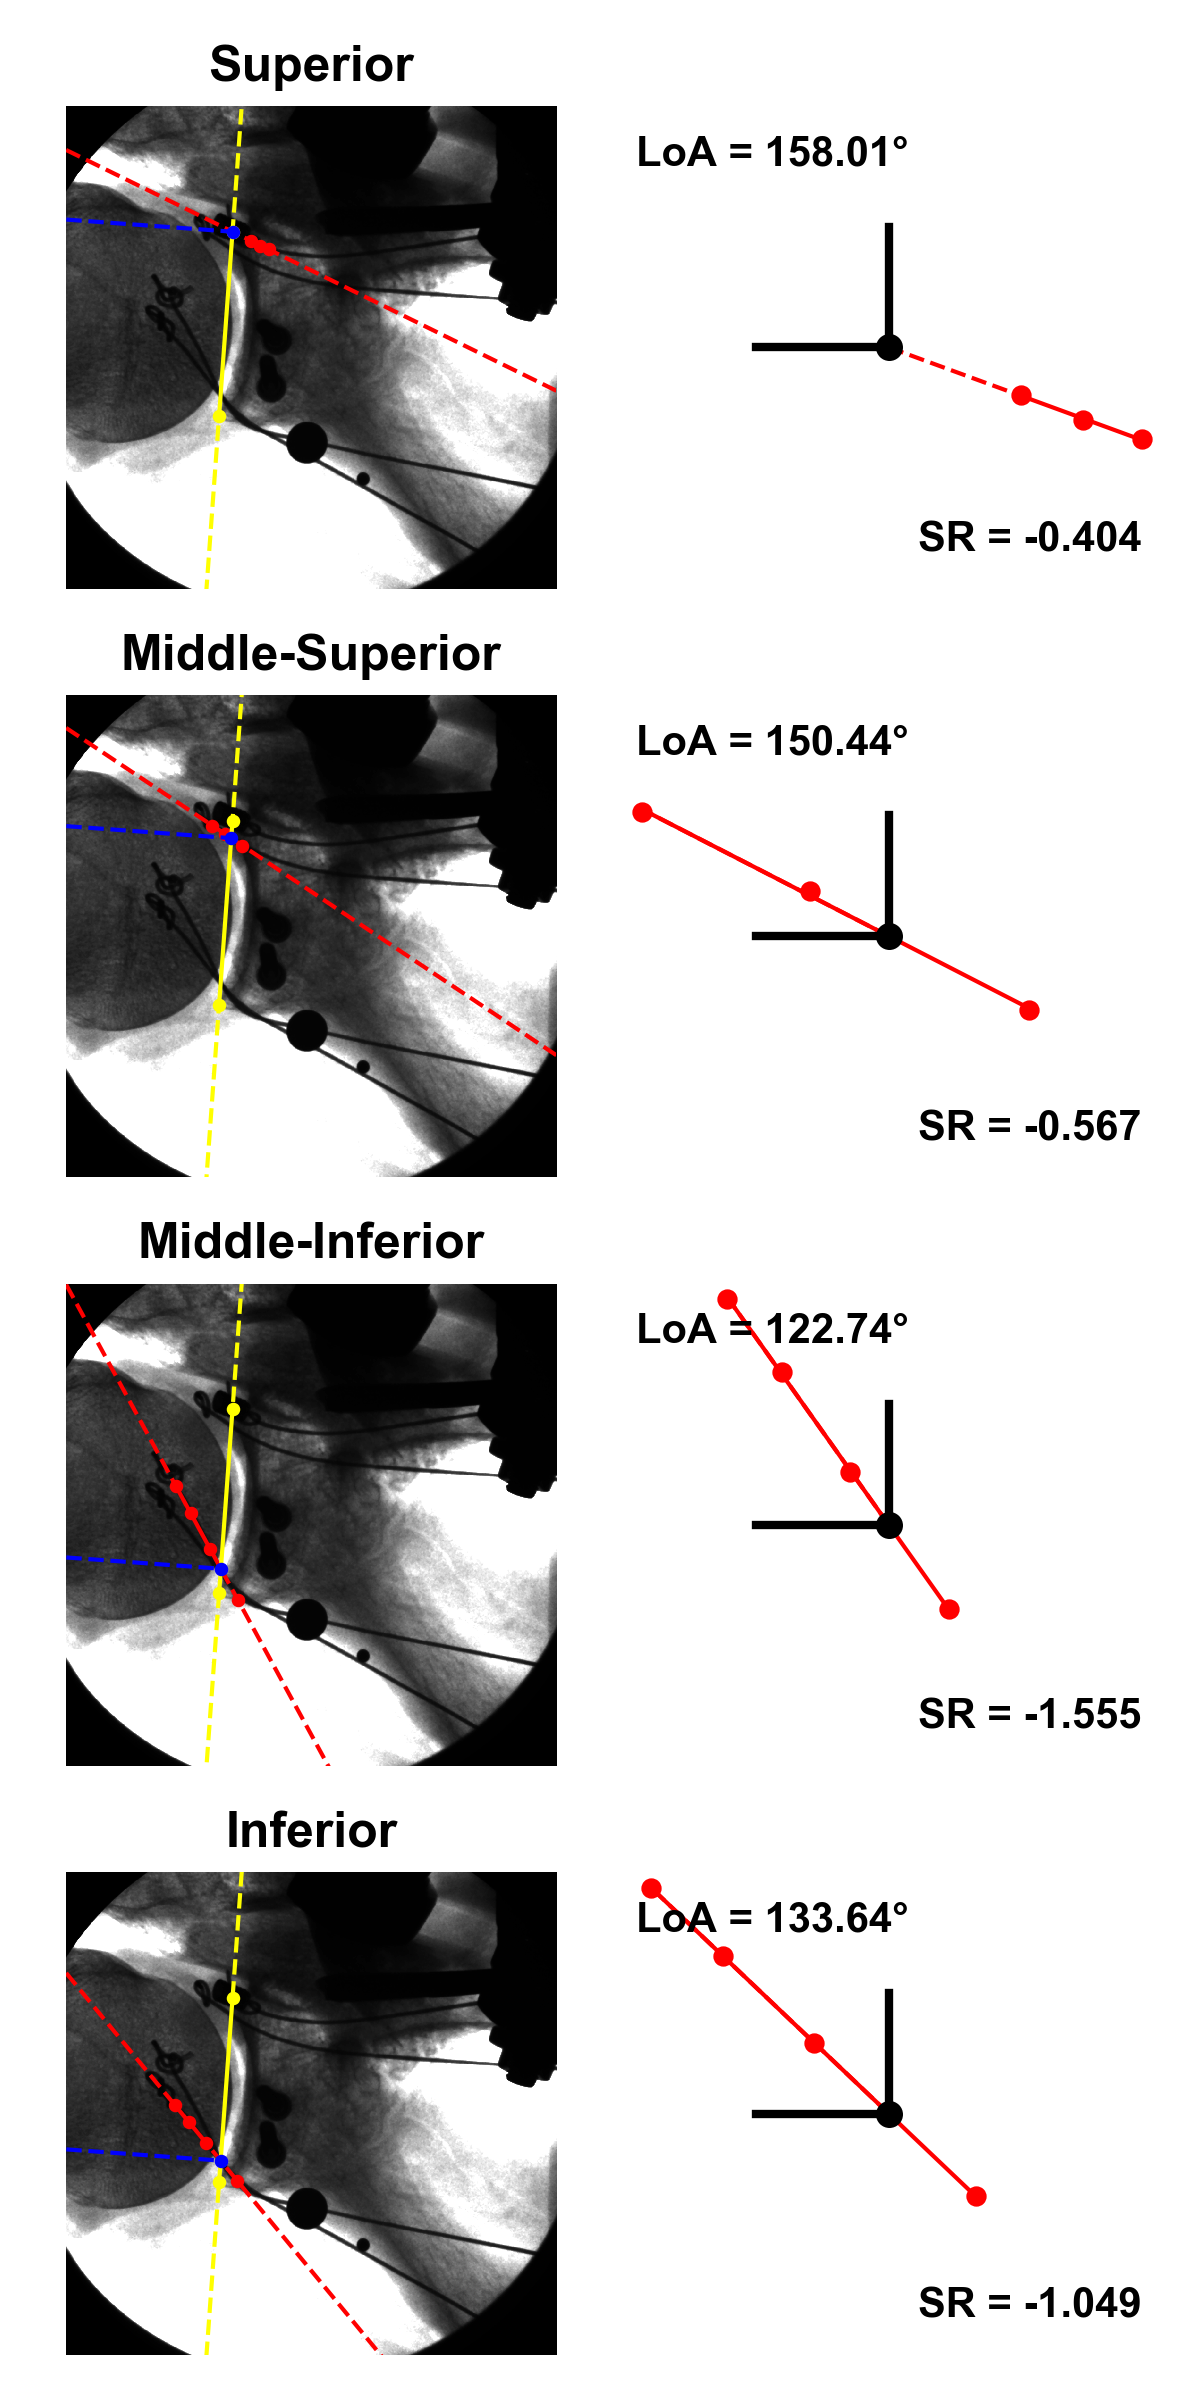 Superior
LoA = 158.01°
SR = -0.404
Middle-Superior
LoA = 150.44°
SR = -0.567
Middle-Inferior
LoA = 122.74°
SR = -1.555
Inferior
LoA = 133.64°
SR = -1.049